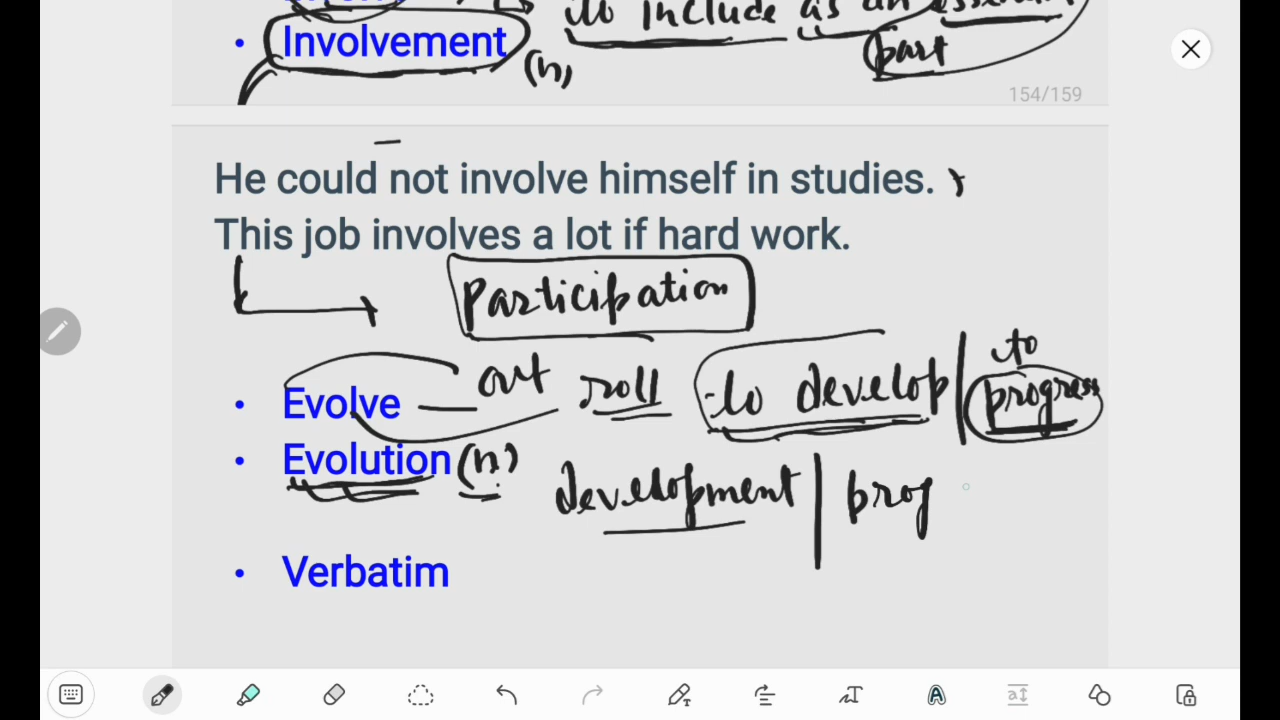 to include as an essential
• Involvement (n) part
154/159
He could not involve himself in studies.
This job involves a lot if hard work.
Participation
• Evolve — out roll to develop | to progress
• Evolution (n) development | prog
• Verbatim